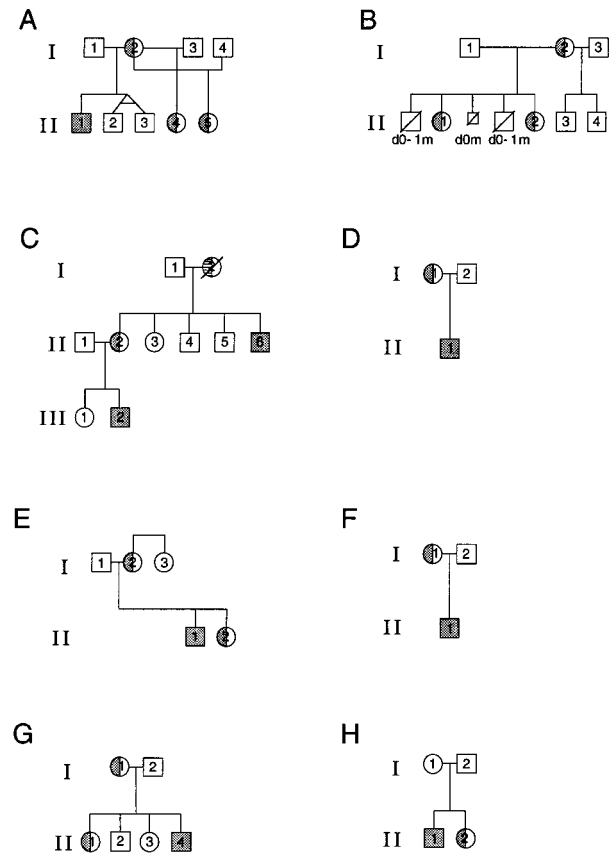 A
B
I 1 2 3 4
I 1 2 3
II 1 2 3 4 5
II 1 2 3 4
d0-1m d0m d0-1m
C
D
I 1 2
I 1 2
II 1 2 3 4 5 6
II 1
III 1 2
E
F
I 1 2 3
I 1 2
II 1 2
II 1
G
H
I 1 2
I 1 2
II 1 2 3 4
II 1 2